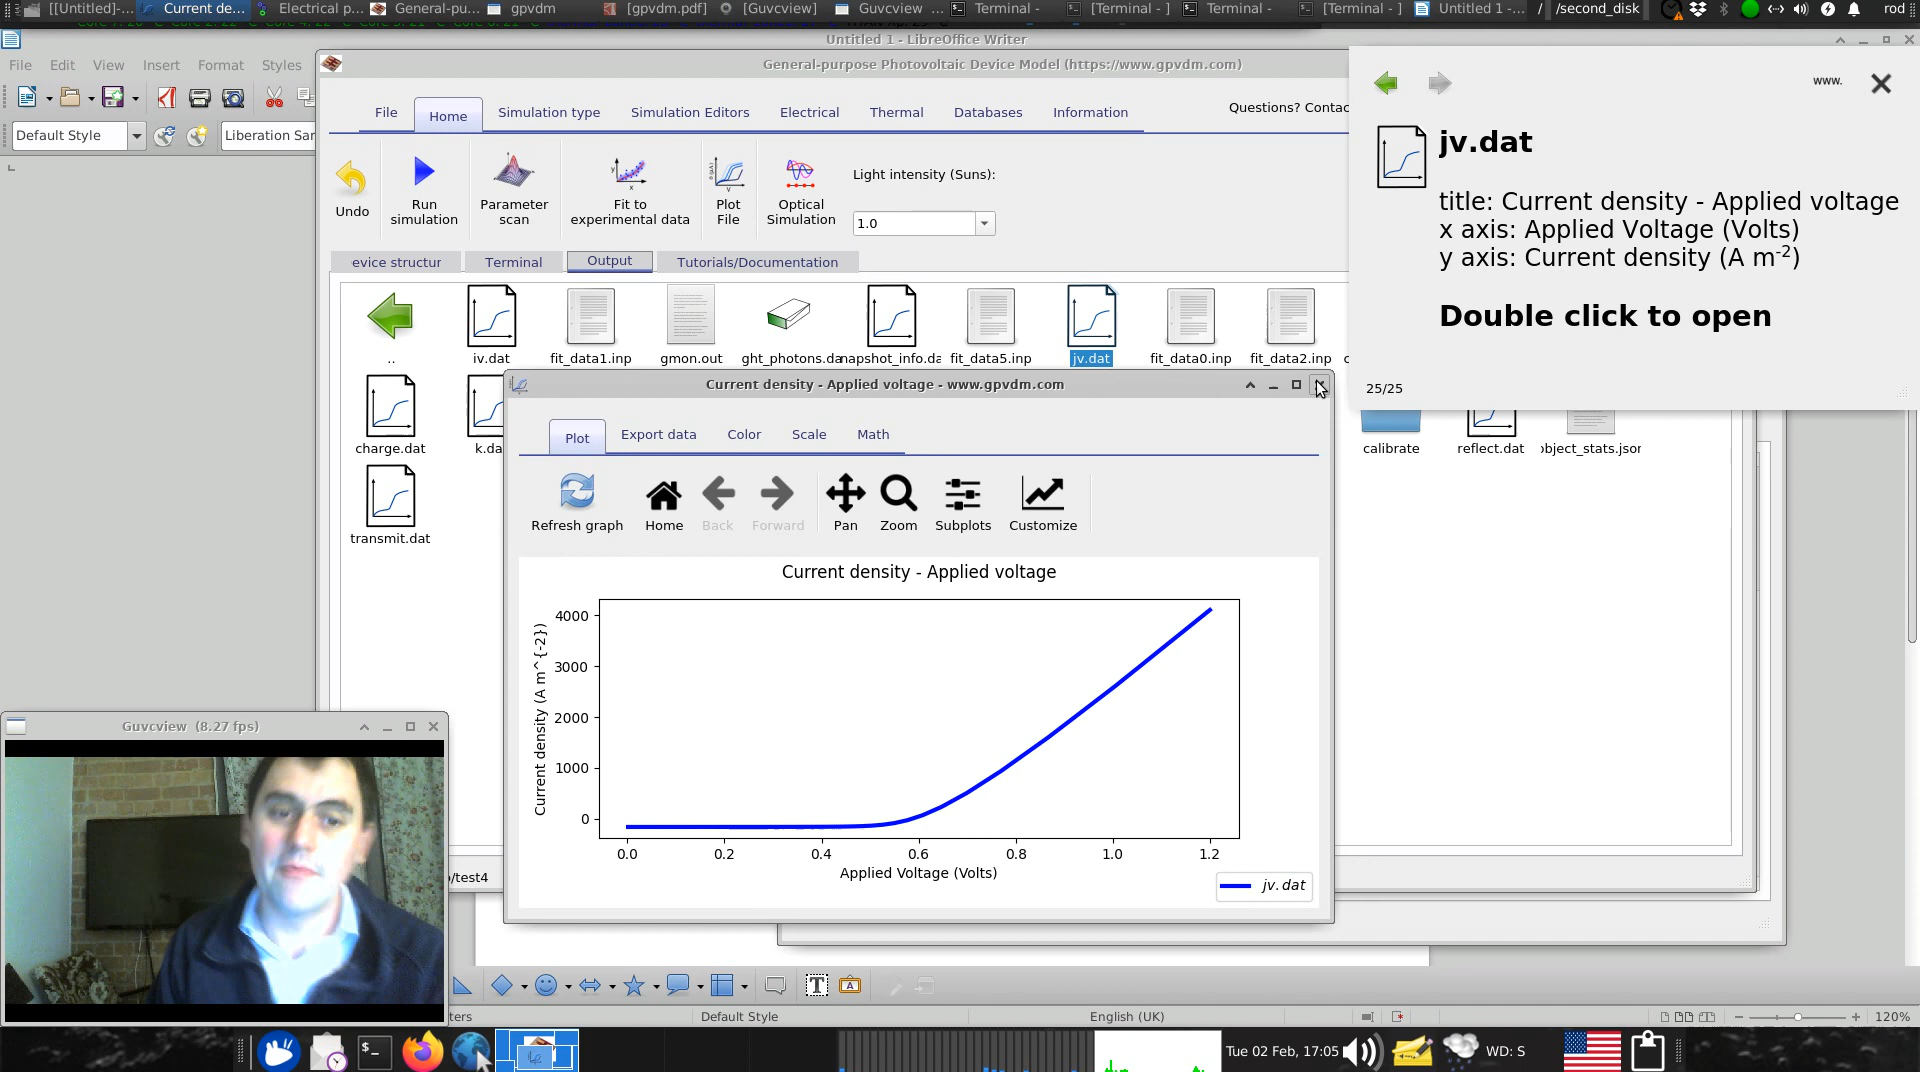 [[Untitled]-... Current de... Electrical p... General-pu... gpvdm [gpvdm.pdf] [Guvcview] Guvcview ... Terminal - [Terminal - ] Terminal - [Terminal - ] Untitled 1 -... / /second_disk rod
Untitled 1 - LibreOffice Writer
File Edit View Insert Format Styles
Default Style
Liberation Sar
General-purpose Photovoltaic Device Model (https://www.gpvdm.com)
File Home Simulation type Simulation Editors Electrical Thermal Databases Information Questions? Contac
Undo
Run simulation
Parameter scan
Fit to experimental data
Plot File
Optical Simulation
Light intensity (Suns):
1.0
evice structur Terminal Output Tutorials/Documentation
.. iv.dat fit_data1.inp gmon.out ght_photons.da napshot_info.da fit_data5.inp jv.dat fit_data0.inp fit_data2.inp
charge.dat k.da calibrate reflect.dat object_stats.json
transmit.dat
www.
jv.dat
title: Current density - Applied voltage
x axis: Applied Voltage (Volts)
y axis: Current density (A m-2)
Double click to open
25/25
Current density - Applied voltage - www.gpvdm.com
Plot Export data Color Scale Math
Refresh graph Home Back Forward Pan Zoom Subplots Customize
Current density - Applied voltage
Current density (A m^{-2})
4000
3000
2000
1000
0
0.0 0.2 0.4 0.6 0.8 1.0 1.2
Applied Voltage (Volts)
jv.dat
Guvcview (8.27 fps)
/test4
ters Default Style English (UK) 120%
Tue 02 Feb, 17:05 WD: S